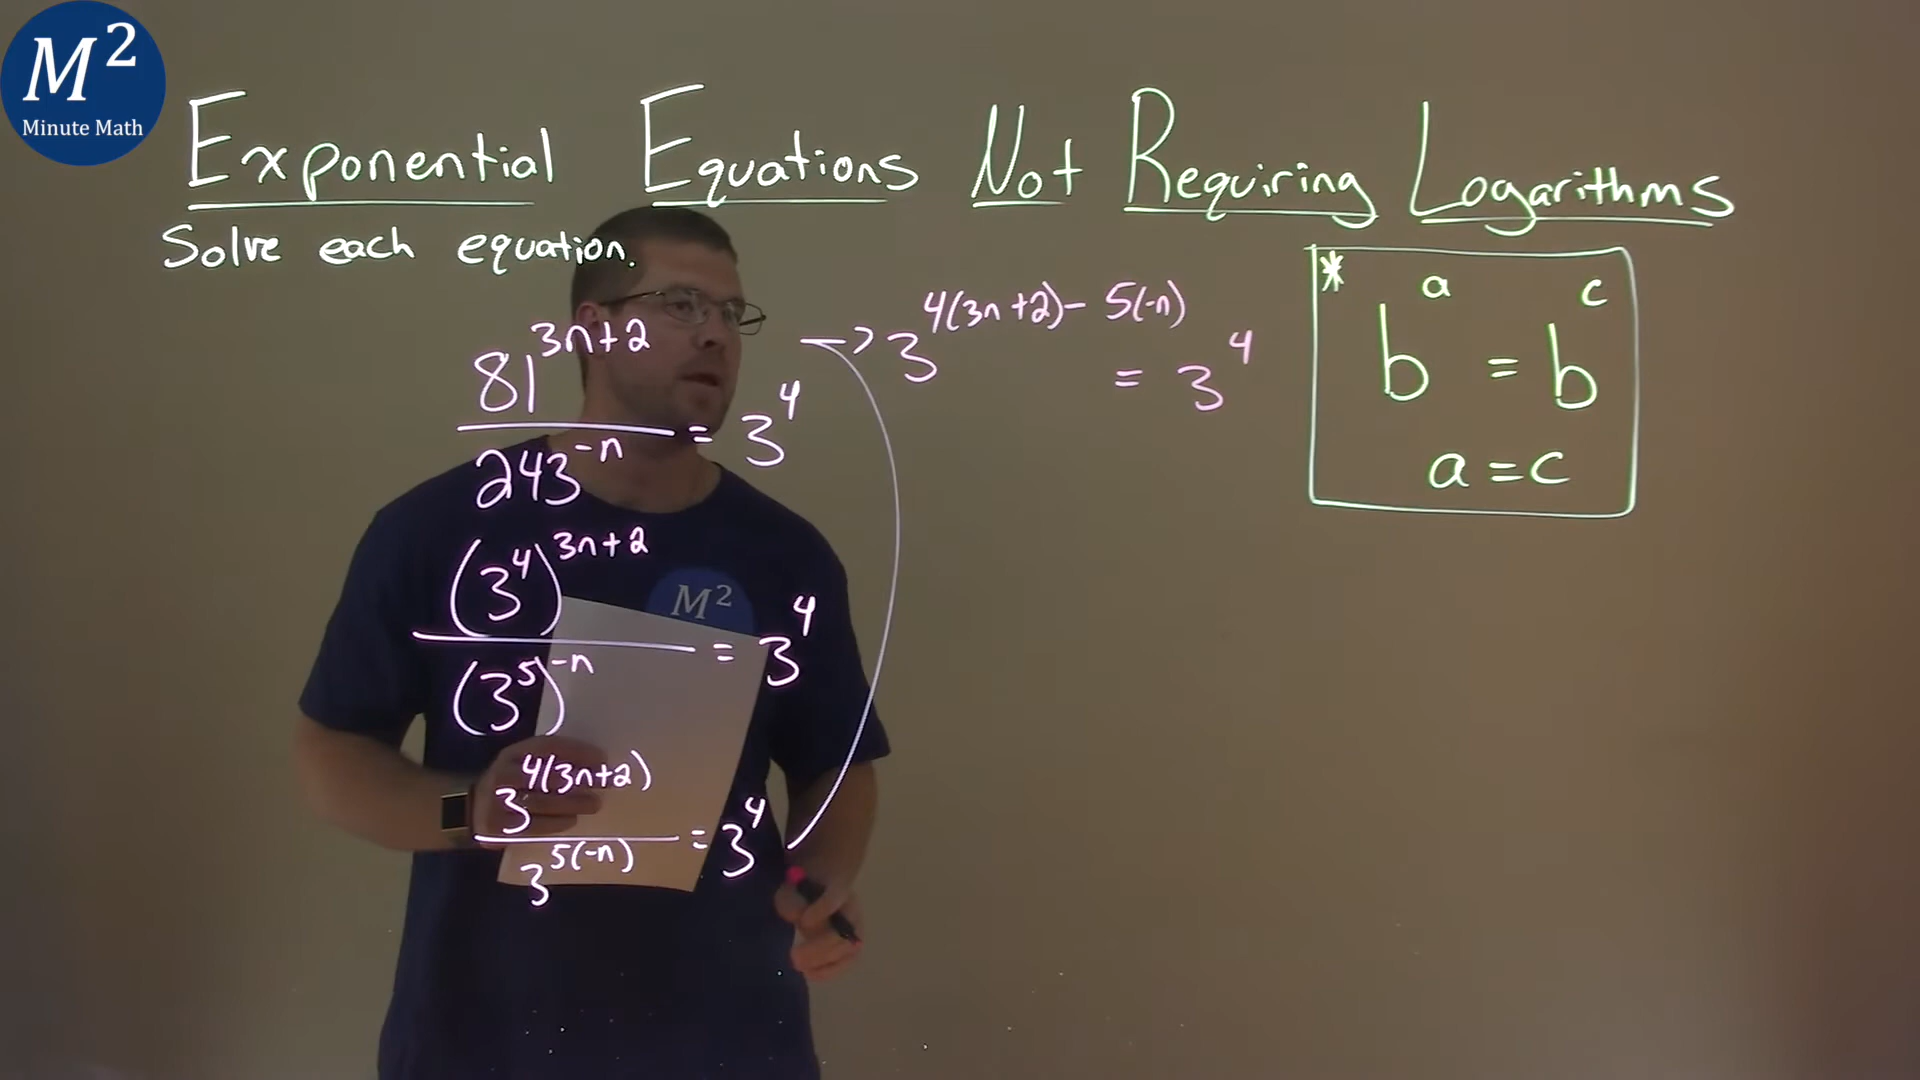 M²
Minute Math
Exponential Equations Not Requiring Logarithms
Solve each equation.
81^(3n+2) / 243^(-n) = 3^4
(3^4)^(3n+2) / (3^5)^(-n) = 3^4
3^(4(3n+2)) / 3^(5(-n)) = 3^4
→ 3^(4(3n+2) - 5(-n))
= 3^4
* b^a = b^c
a = c
M²